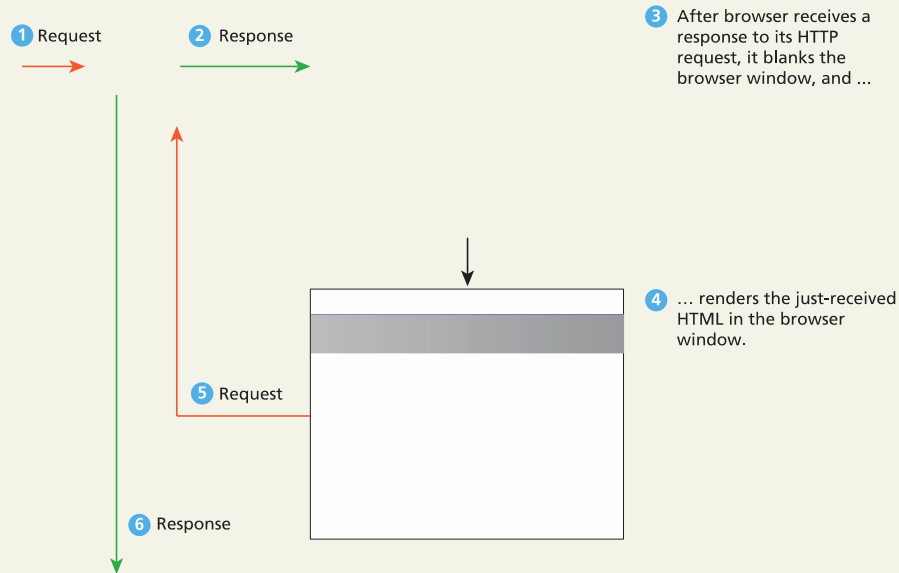 1 Request
2 Response
3 After browser receives a
response to its HTTP
request, it blanks the
browser window, and ...
4 ... renders the just-received
HTML in the browser
window.
5 Request
6 Response